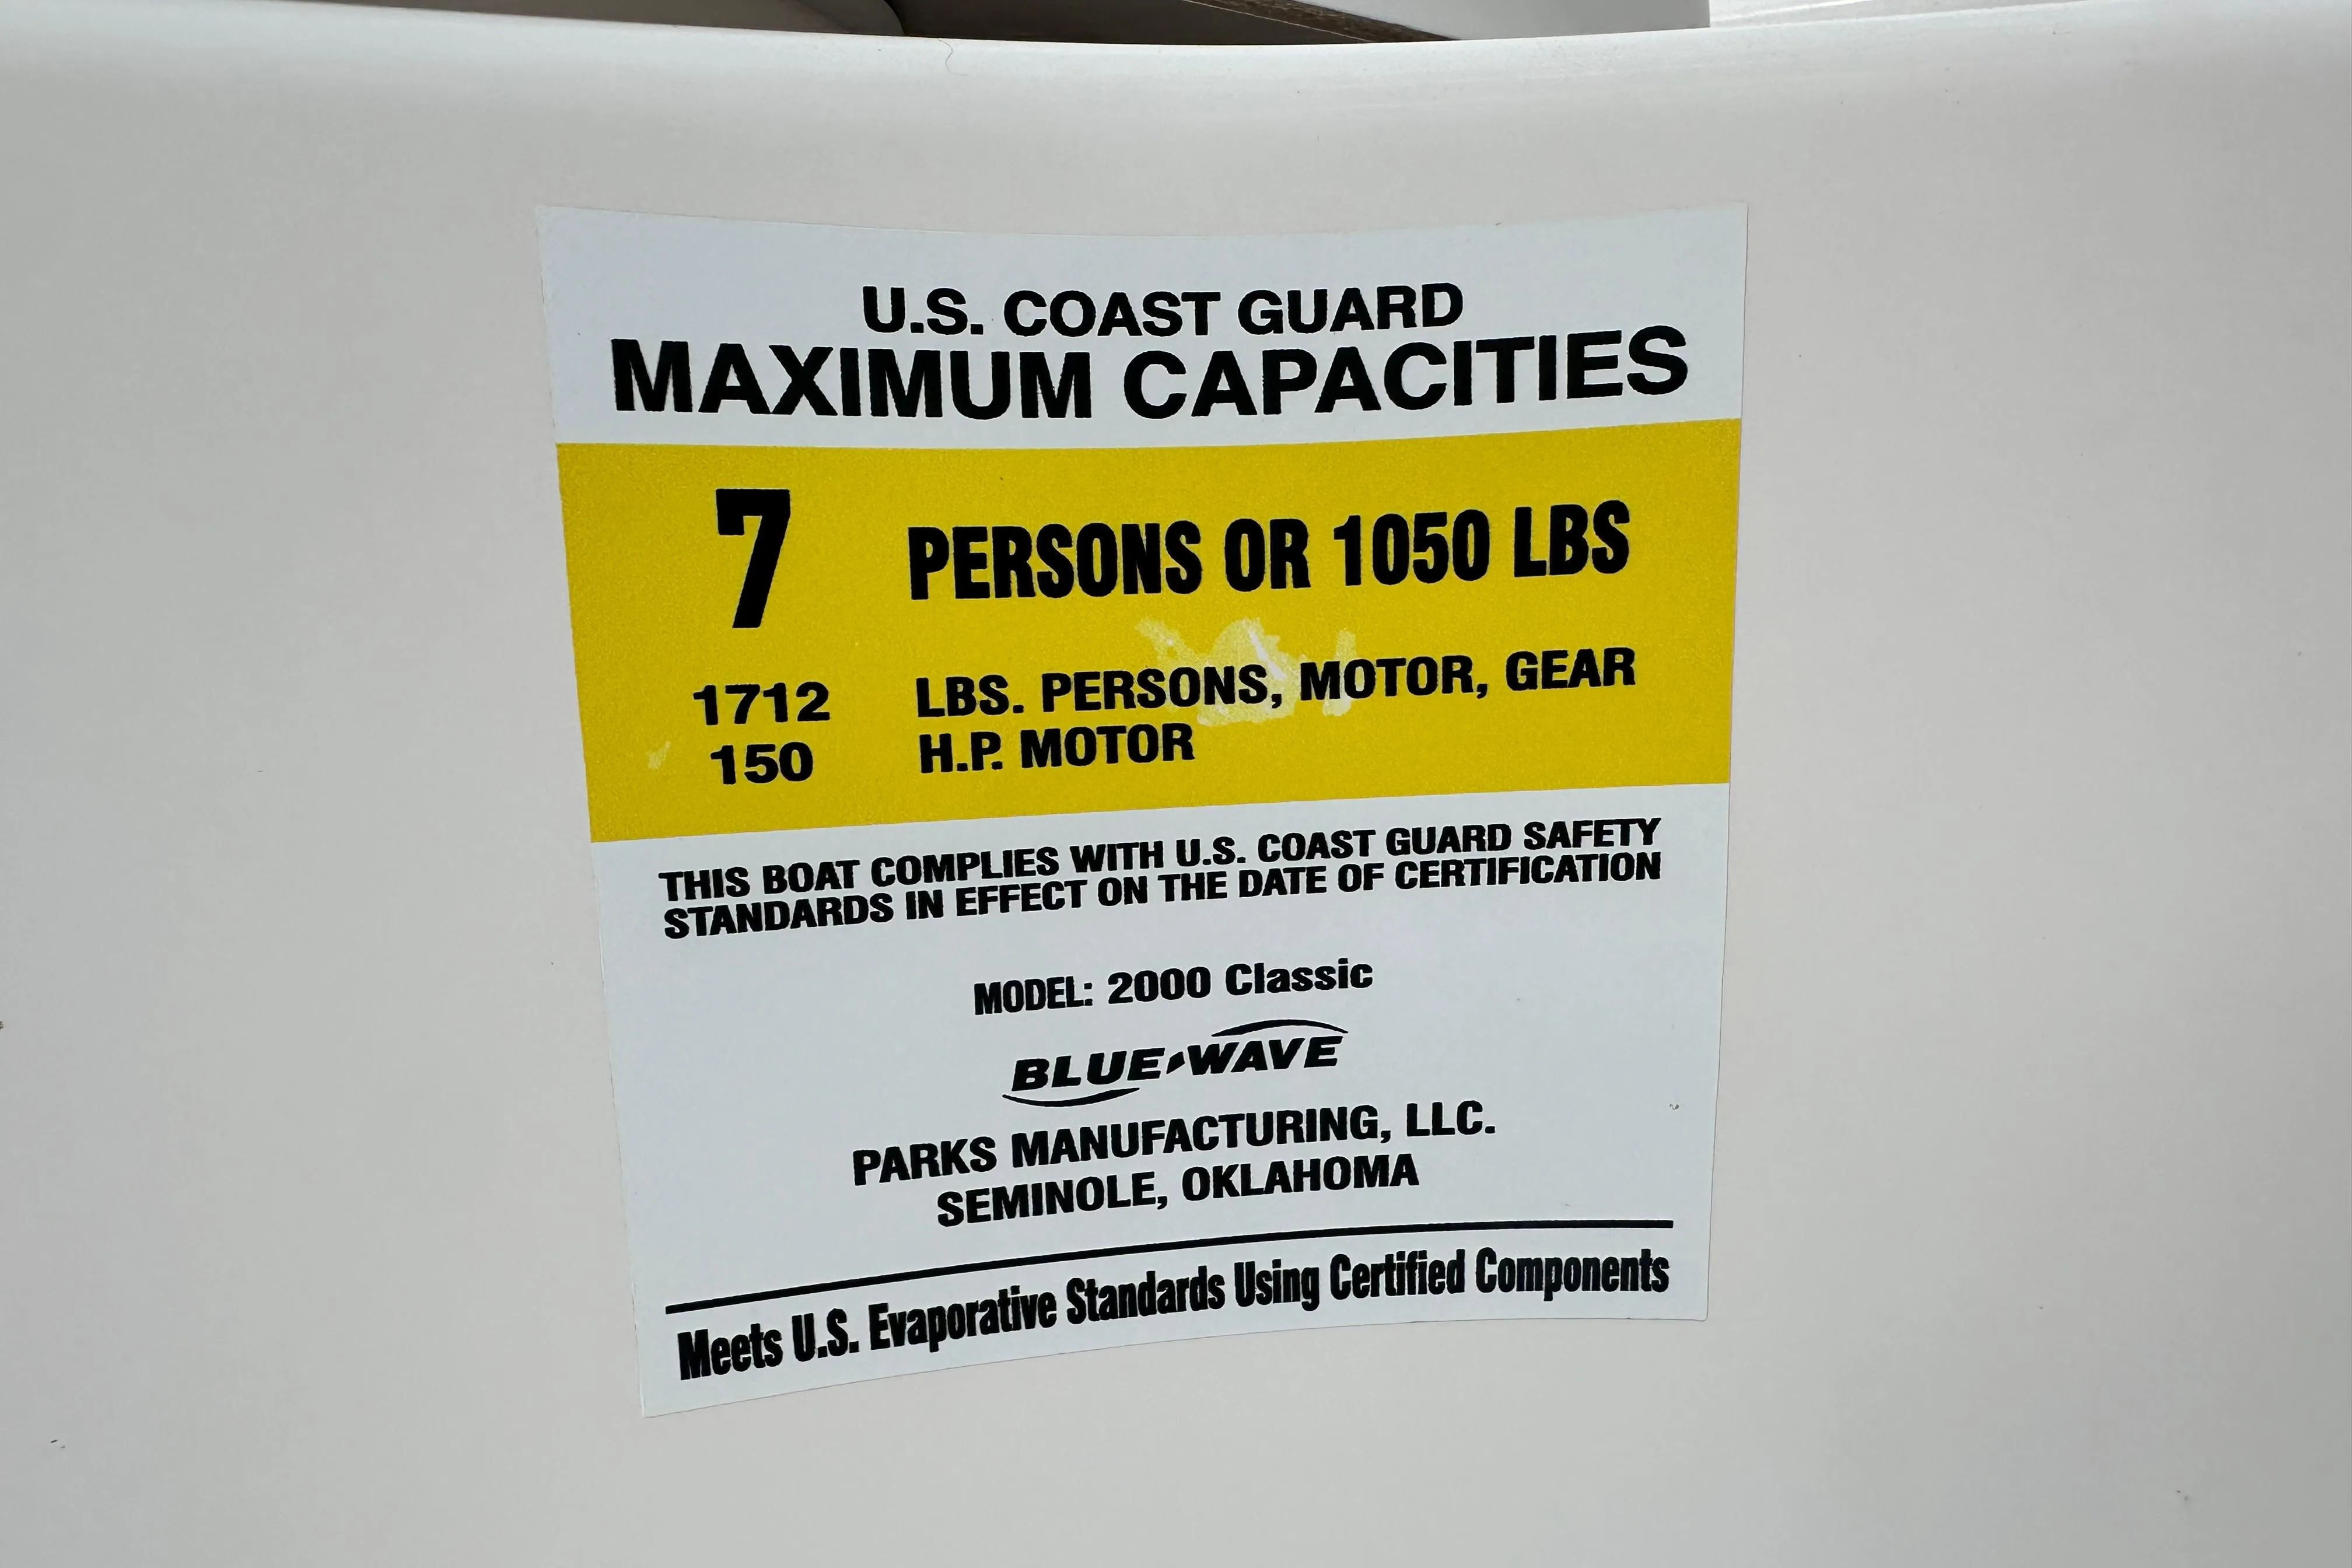 U.S. COAST GUARD
MAXIMUM CAPACITIES
7 PERSONS OR 1050 LBS
1712 LBS. PERSONS, MOTOR, GEAR
150 H.P. MOTOR
THIS BOAT COMPLIES WITH U.S. COAST GUARD SAFETY
STANDARDS IN EFFECT ON THE DATE OF CERTIFICATION
MODEL: 2000 Classic
BLUE WAVE
PARKS MANUFACTURING, LLC.
SEMINOLE, OKLAHOMA
Meets U.S. Evaporative Standards Using Certified Components